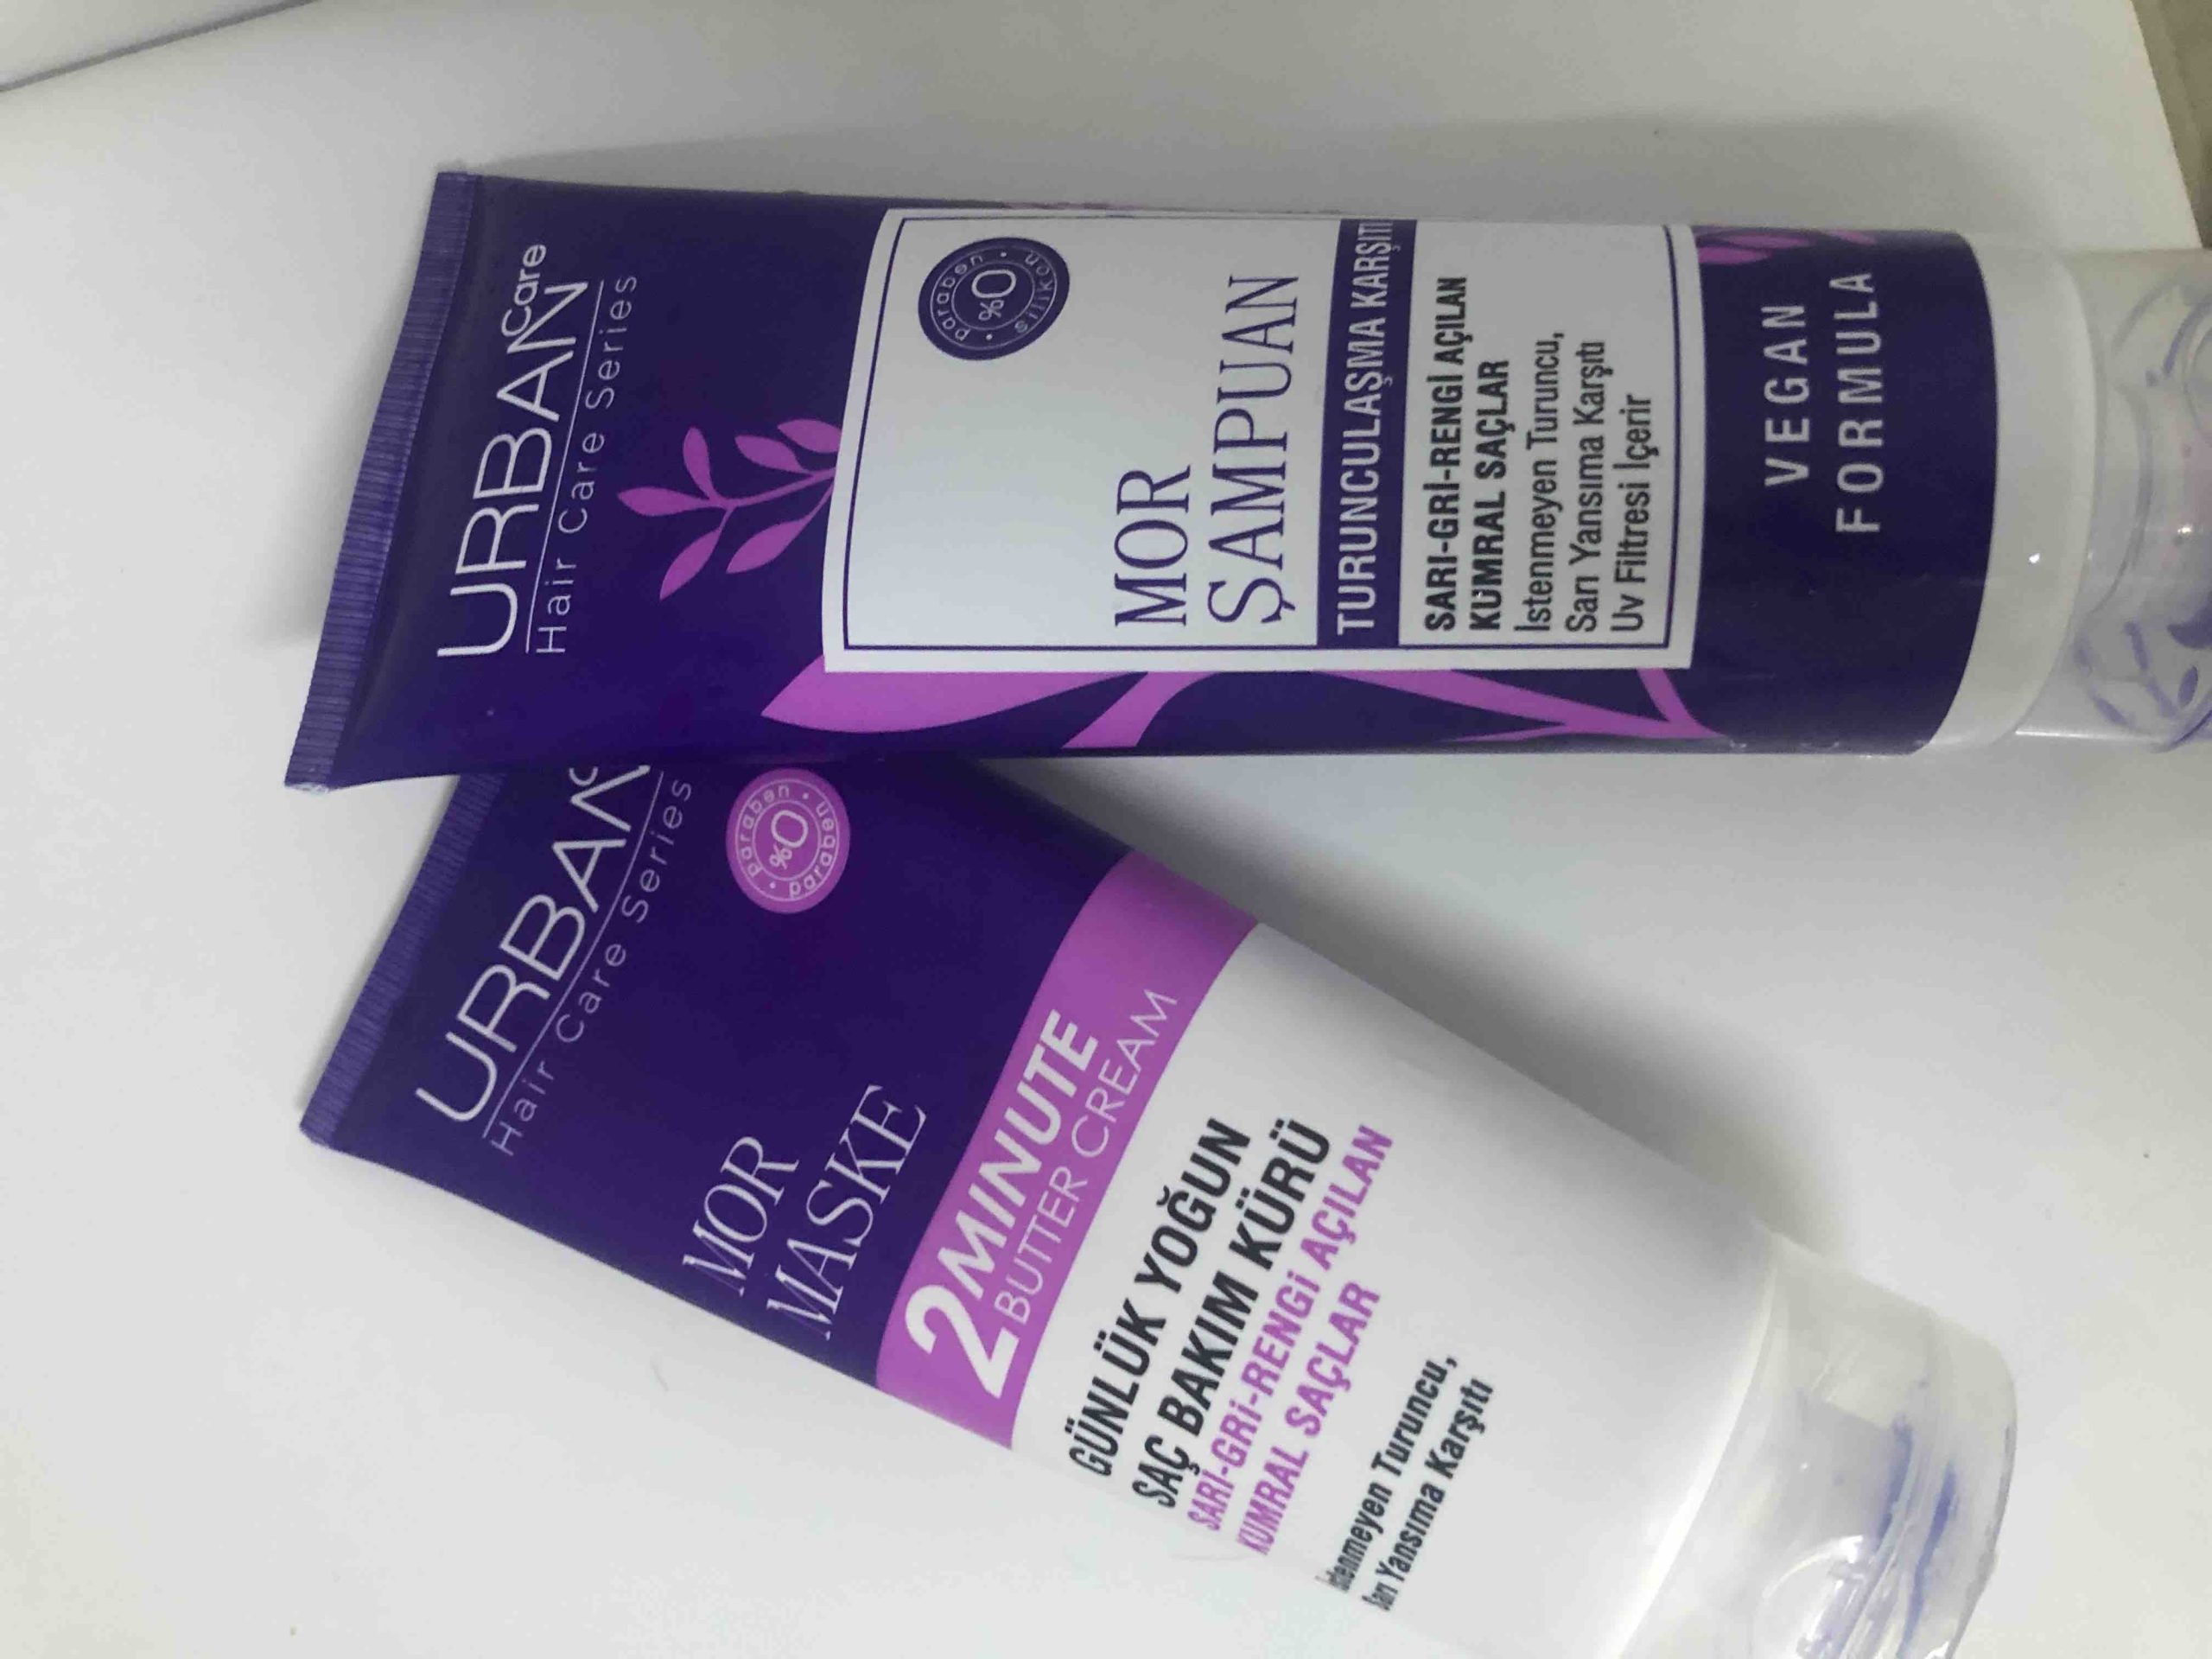 URBAN Care
Hair Care Series
paraben
%0
silikon
MOR
ŞAMPUAN
TURUNCULAŞMA KARŞITI
SARI-GRİ-RENGİ AÇILAN
KUMRAL SAÇLAR
İstenmeyen Turuncu,
Sarı Yansıma Karşıtı
Uv Filtresi İçerir
VEGAN
FORMULA
URBAN C
Hair Care Series
paraben
%0
paraben
MOR
MASKE
2 MINUTE
BUTTER CREAM
GÜNLÜK YOĞUN
SAÇ BAKIM KÜRÜ
SARI-GRİ-RENGİ AÇILAN
KUMRAL SAÇLAR
İstenmeyen Turuncu,
Sarı Yansıma Karşıtı